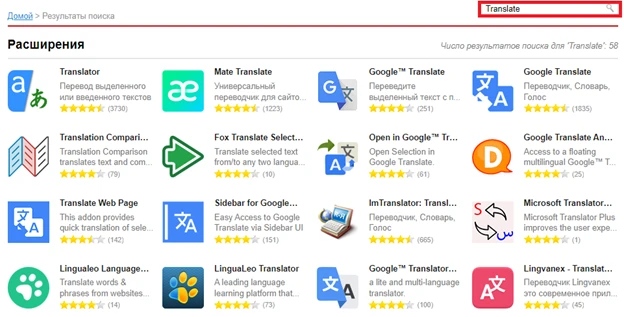 Translate
Домой > Результаты поиска
Расширения
Число результатов поиска для "Translate": 58
Translator
Перевод выделенного
или введенного текстов
(3730)
Mate Translate
Универсальный
переводчик для сайто...
(1223)
Google™ Translate
Переведите
выделенный текст с п...
(251)
Google Translate
Переводчик, Словарь,
Голос
(1835)
Translation Compari...
Translation Comparison
translates text and com...
(79)
Fox Translate Select...
Translate selected text
from/to any two langua...
(10)
Open in Google™ Tr...
Open Selection in
Google Translate.
(61)
Google Translate An...
Access to a floating
multilingual Google™ T...
(25)
Translate Web Page
This addon provides
quick translation of sele...
(142)
Sidebar for Google...
Easy Access to Google
Translate via Sidebar UI
(151)
ImTranslator: Transl...
Переводчик, Словарь,
Голос
(665)
Microsoft Translator...
Microsoft Translator Plus
improves the user expe...
(1)
Lingualeo Language...
Translate words &
phrases from websites...
(14)
LinguaLeo Translator
A leading language
learning platform that...
(73)
Google™ Translator...
a lite and multi-language
translator.
(100)
Lingvanex - Translat...
Переводчик Lingvanex
это современное прил...
(45)